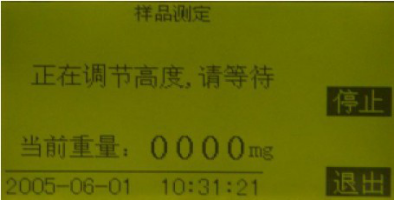 样品测定
正在调节高度,请等待
停止
当前重量: 0000mg
2005-06-01 10:31:21
退出